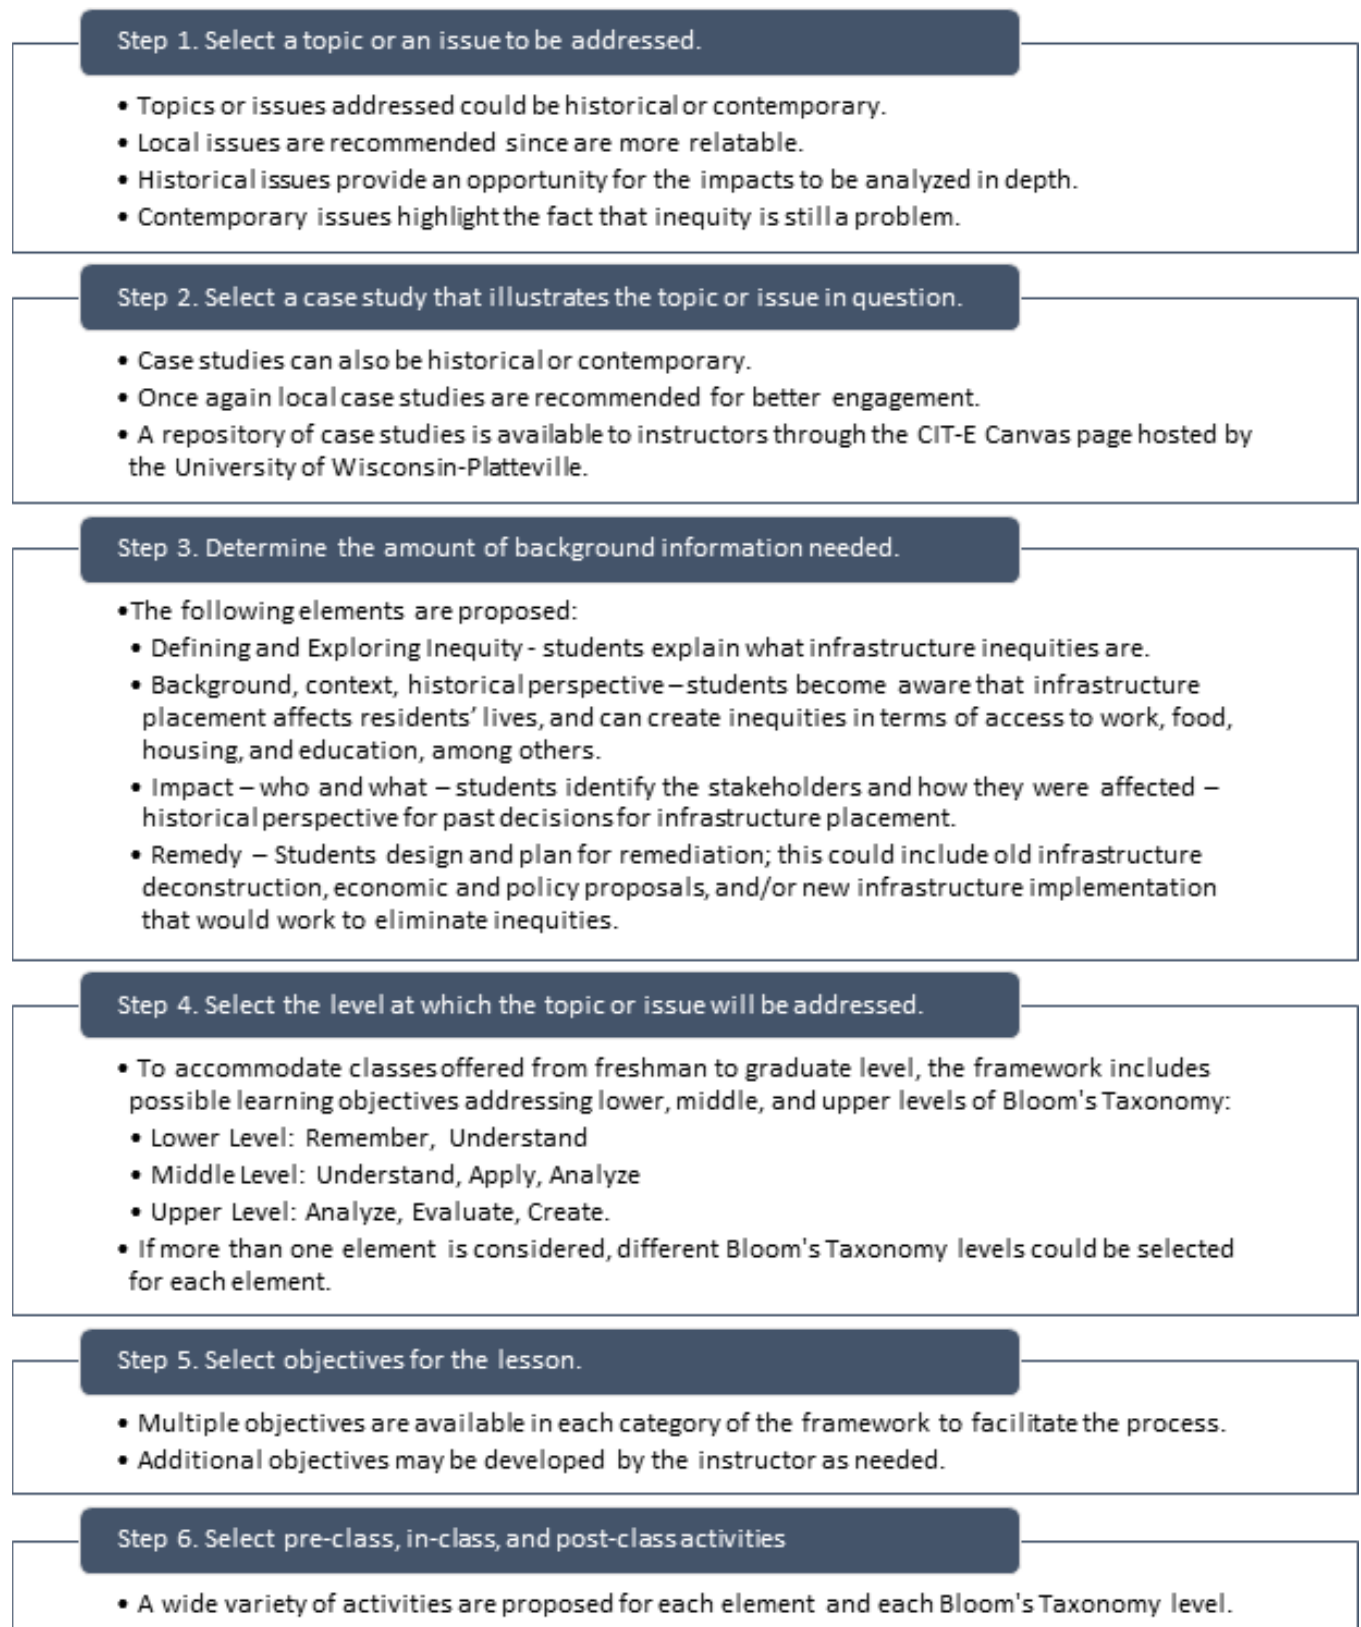 Step 1. Select a topic or an issue to be addressed.
• Topics or issues addressed could be historical or contemporary.
• Local issues are recommended since are more relatable.
• Historical issues provide an opportunity for the impacts to be analyzed in depth.
• Contemporary issues highlight the fact that inequity is still a problem.
Step 2. Select a case study that illustrates the topic or issue in question.
• Case studies can also be historical or contemporary.
• Once again local case studies are recommended for better engagement.
• A repository of case studies is available to instructors through the CIT-E Canvas page hosted by
the University of Wisconsin-Platteville.
Step 3. Determine the amount of background information needed.
•The following elements are proposed:
• Defining and Exploring Inequity - students explain what infrastructure inequities are.
• Background, context, historical perspective – students become aware that infrastructure
placement affects residents’ lives, and can create inequities in terms of access to work, food,
housing, and education, among others.
• Impact – who and what – students identify the stakeholders and how they were affected –
historical perspective for past decisions for infrastructure placement.
• Remedy – Students design and plan for remediation; this could include old infrastructure
deconstruction, economic and policy proposals, and/or new infrastructure implementation
that would work to eliminate inequities.
Step 4. Select the level at which the topic or issue will be addressed.
• To accommodate classes offered from freshman to graduate level, the framework includes
possible learning objectives addressing lower, middle, and upper levels of Bloom's Taxonomy:
• Lower Level: Remember, Understand
• Middle Level: Understand, Apply, Analyze
• Upper Level: Analyze, Evaluate, Create.
• If more than one element is considered, different Bloom's Taxonomy levels could be selected
for each element.
Step 5. Select objectives for the lesson.
• Multiple objectives are available in each category of the framework to facilitate the process.
• Additional objectives may be developed by the instructor as needed.
Step 6. Select pre-class, in-class, and post-class activities
• A wide variety of activities are proposed for each element and each Bloom's Taxonomy level.